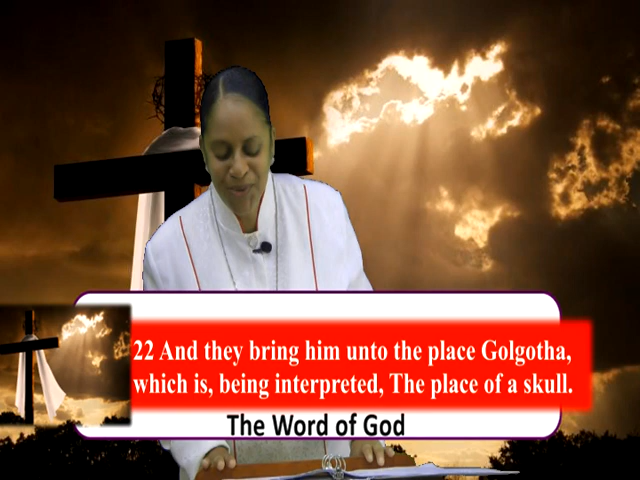 22 And they bring him unto the place Golgotha,
which is, being interpreted, The place of a skull.
The Word of God